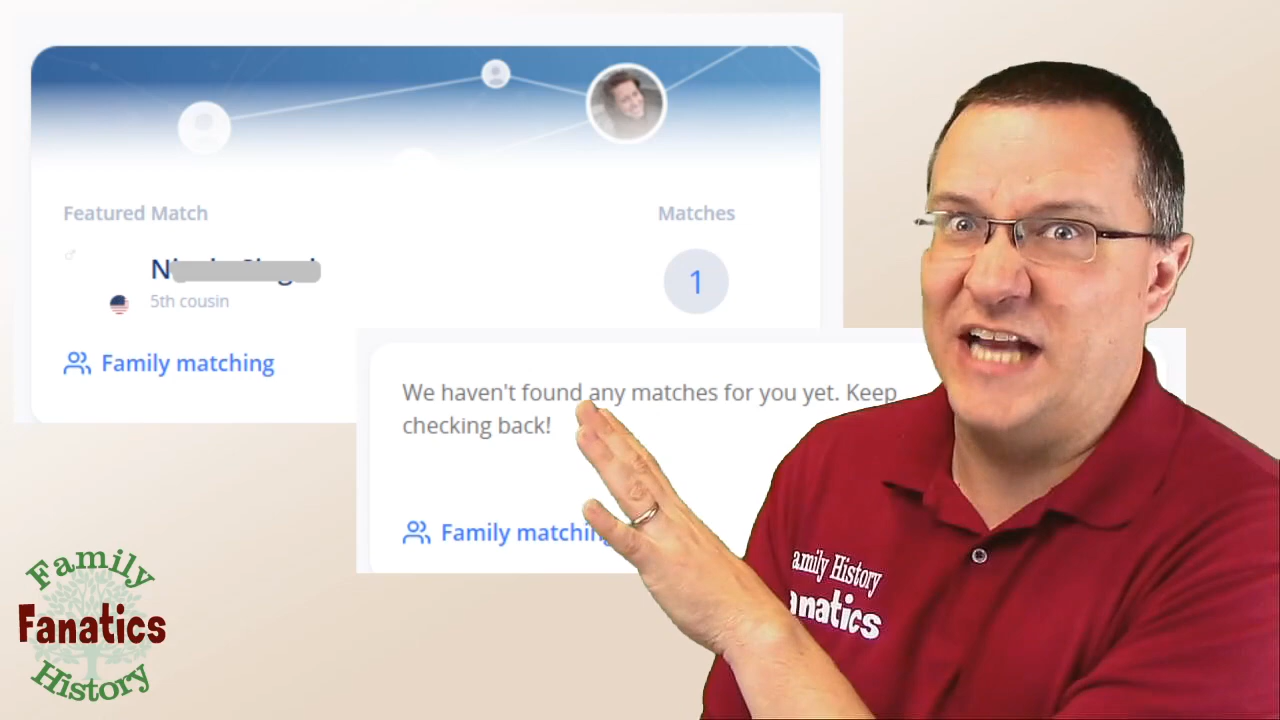 Featured Match
Matches
5th cousin
1
Family matching
We haven't found any matches for you yet. Keep
checking back!
Family matching
Family
Fanatics
History
amily History
anatics